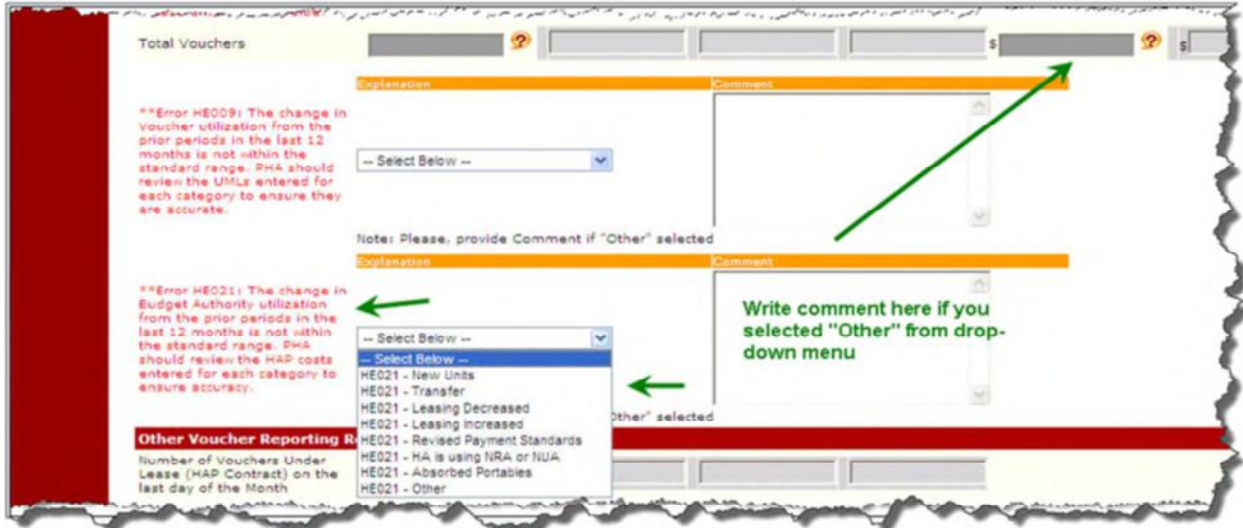 Total Vouchers
$
$
Explanation
Comment
**Error HE009: The change in
Voucher utilization from the
prior periods in the last 12
months is not within the
standard range. PHA should
review the UMLs entered for
each category to ensure they
are accurate.
-- Select Below --
Note: Please, provide Comment if "Other" selected
Explanation
Comment
**Error HE021: The change in
Budget Authority utilization
from the prior periods in the
last 12 months is not within
the standard range. PHA
should review the HAP costs
entered for each category to
ensure accuracy.
-- Select Below --
-- Select Below --
HE021 - New Units
HE021 - Transfer
HE021 - Leasing Decreased
HE021 - Leasing Increased
HE021 - Revised Payment Standards
HE021 - HA is using NRA or NUA
HE021 - Absorbed Portables
HE021 - Other
Other" selected
Write comment here if you
selected "Other" from drop-
down menu
Other Voucher Reporting R
Number of Vouchers Under
Lease (HAP Contract) on the
last day of the Month